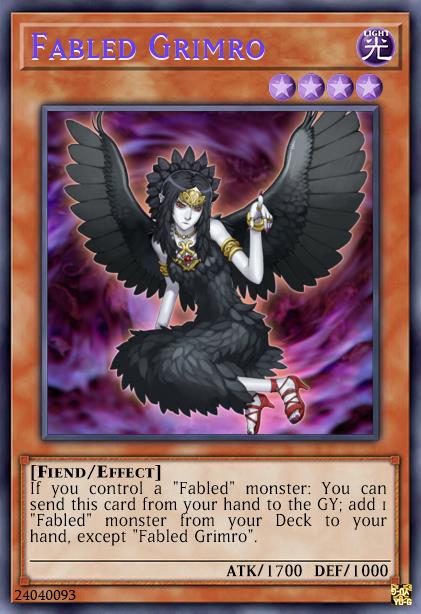 Fabled Grimro
LIGHT
光
[Fiend/Effect]
If you control a "Fabled" monster: You can
send this card from your hand to the GY; add 1
"Fabled" monster from your Deck to your
hand, except "Fabled Grimro".
ATK/1700 DEF/1000
24040093